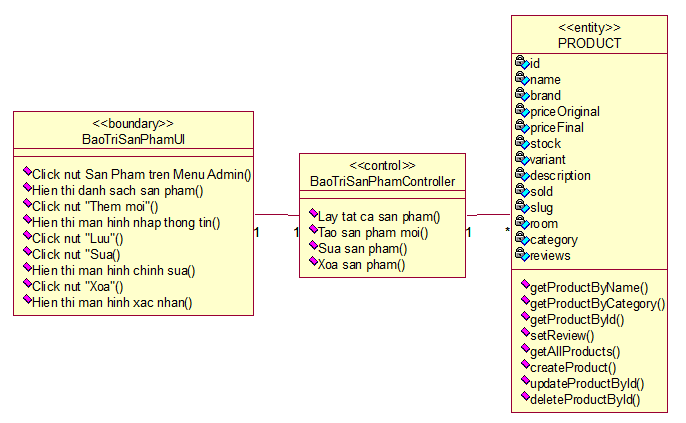 <<boundary>>
BaoTriSanPhamUI
Click nut San Pham tren Menu Admin()
Hien thi danh sach san pham()
Click nut "Them moi"()
Hien thi man hinh nhap thong tin()
Click nut "Luu"()
Click nut "Sua()
Hien thi man hinh chinh sua()
Click nut "Xoa"()
Hien thi man hinh xac nhan()
1
1
<<control>>
BaoTriSanPhamController
Lay tat ca san pham()
Tao san pham moi()
Sua san pham()
Xoa san pham()
1
*
<<entity>>
PRODUCT
id
name
brand
priceOriginal
priceFinal
stock
variant
description
sold
slug
room
category
reviews
getProductByName()
getProductByCategory()
getProductById()
setReview()
getAllProducts()
createProduct()
updateProductById()
deleteProductById()